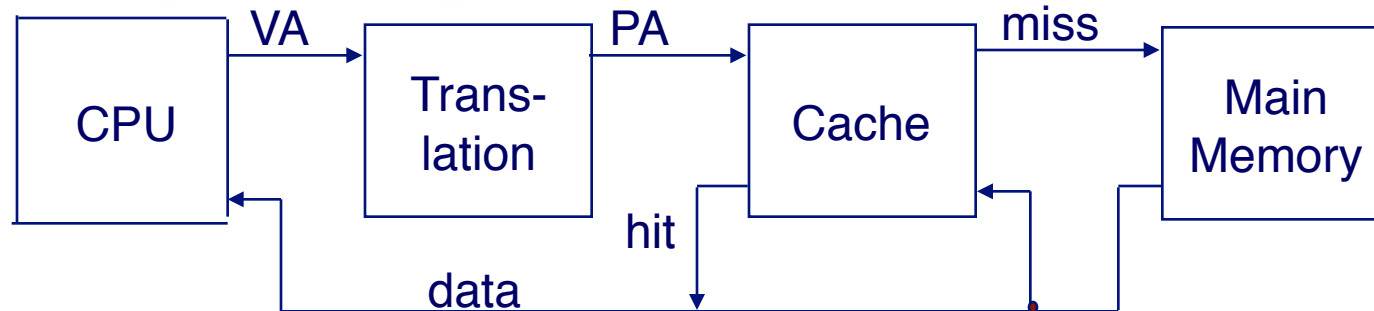 VA
PA
miss
CPU
Trans-
lation
Cache
Main
Memory
hit
data